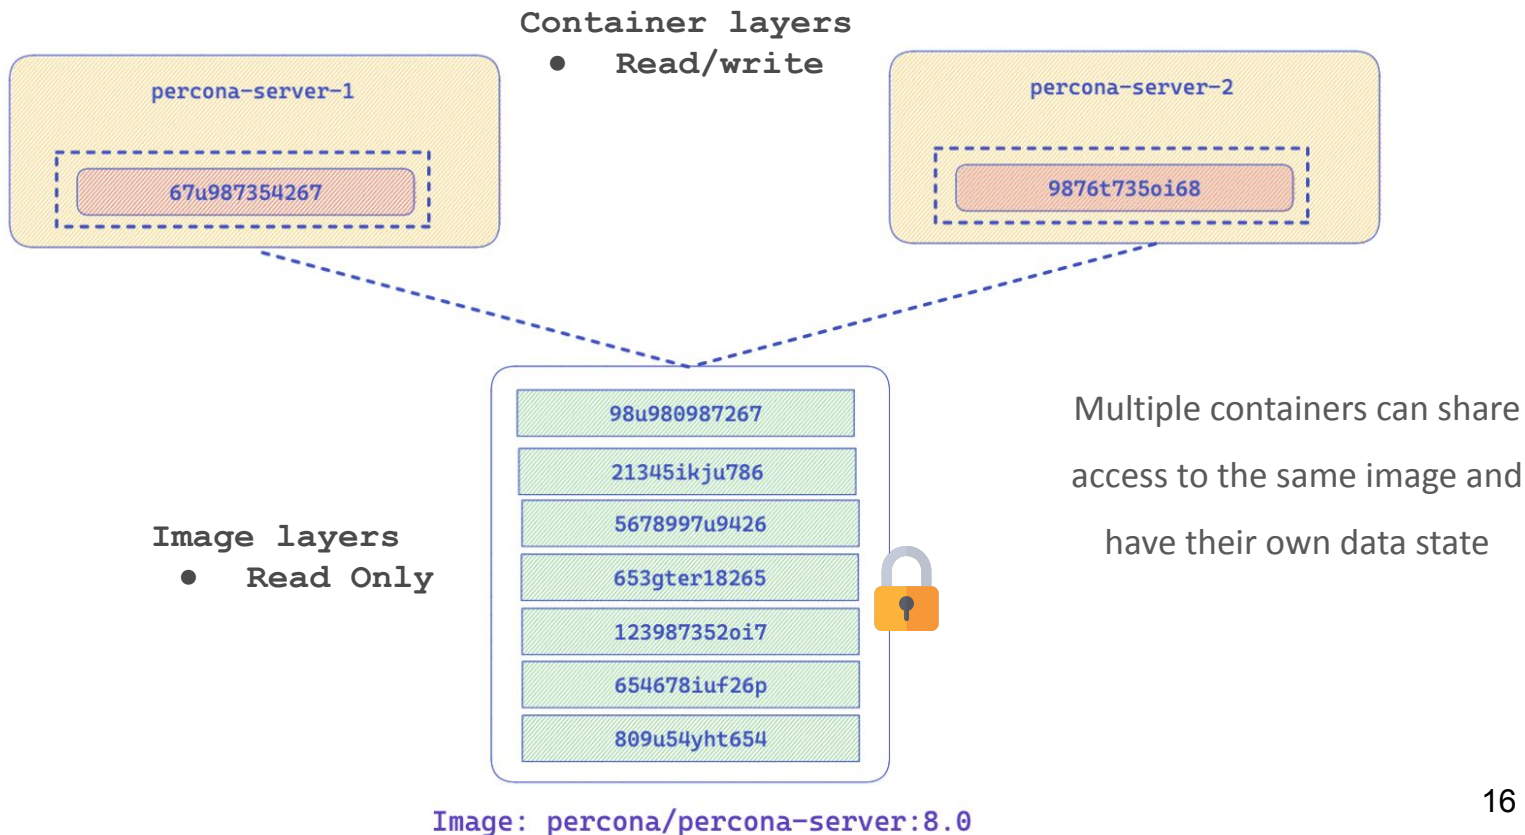 Container layers
● Read/write
percona-server-1
67u987354267
percona-server-2
9876t735oi68
98u980987267
21345ikju786
5678997u9426
653gter18265
123987352oi7
654678iuf26p
809u54yht654
Image layers
● Read Only
Multiple containers can share
access to the same image and
have their own data state
Image: percona/percona-server:8.0
16